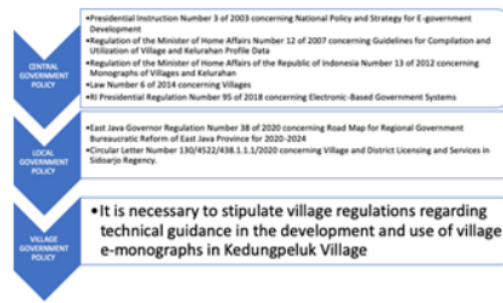 CENTRAL
GOVERNMENT
POLICY
•Presidential Instruction Number 3 of 2003 concerning National Policy and Strategy for E-government
Development
•Regulation of the Minister of Home Affairs Number 12 of 2007 concerning Guidelines for Compilation and
Utilization of Village and Kelurahan Profile Data
•Regulation of the Minister of Home Affairs of the Republic of Indonesia Number 13 of 2012 concerning
Monographs of Villages and Kelurahan
•Law Number 6 of 2014 concerning Villages
•RI Presidential Regulation Number 95 of 2018 concerning Electronic-Based Government Systems
LOCAL
GOVERNMENT
POLICY
•East Java Governor Regulation Number 38 of 2020 concerning Road Map for Regional Government
Bureaucratic Reform of East Java Province for 2020-2024
•Circular Letter Number 130/4522/438.1.1.1/2020 concerning Village and District Licensing and Services in
Sidoarjo Regency.
VILLAGE
GOVERNMENT
POLICY
•It is necessary to stipulate village regulations regarding
technical guidance in the development and use of village
e-monographs in Kedungpeluk Village